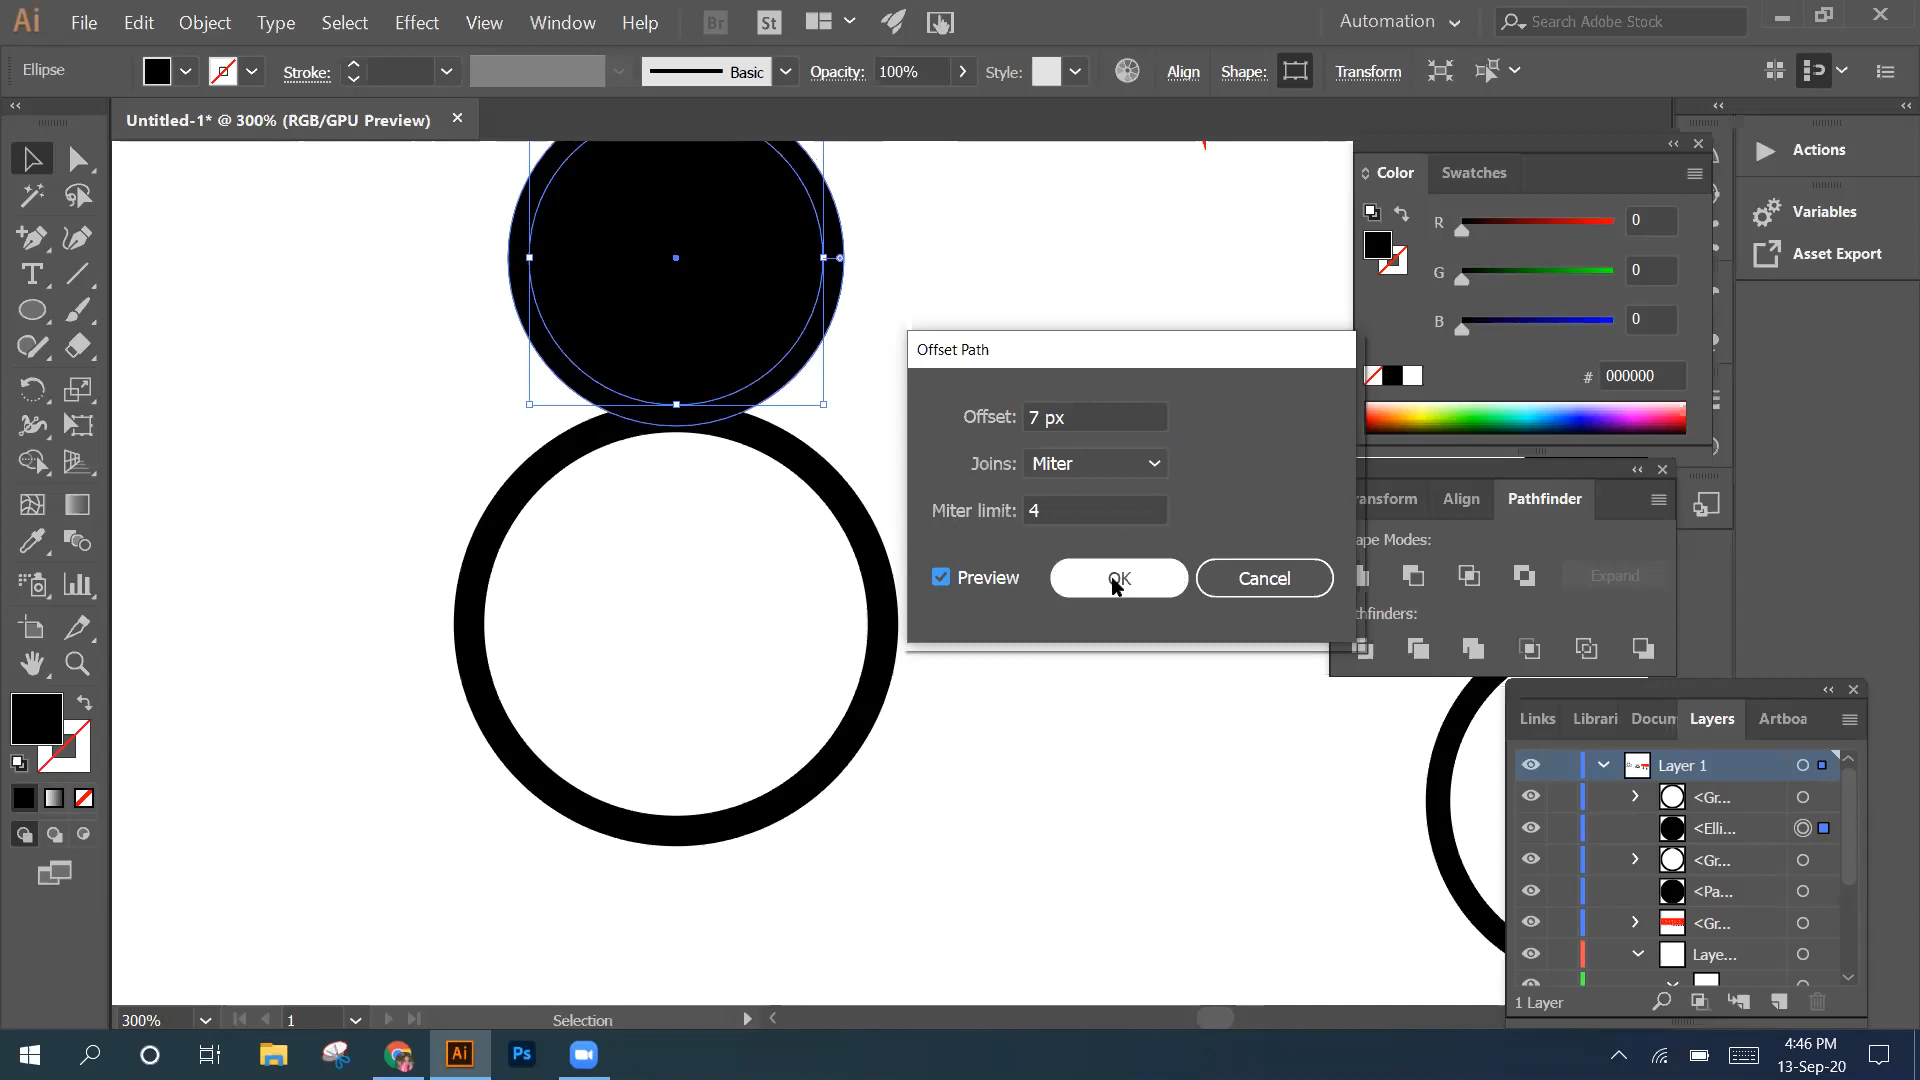 Ai File Edit Object Type Select Effect View Window Help Br St Automation Search Adobe Stock
Ellipse Stroke: Basic Opacity: 100% Style: Align Shape: Transform
Untitled-1* @ 300% (RGB/GPU Preview)
Color Swatches
R 0
G 0
B 0
# 000000
Actions
Variables
Asset Export
Offset Path
Offset: 7 px
Joins: Miter
Miter limit: 4
Preview OK Cancel
ransform Align Pathfinder
ape Modes:
Expand
hfinders:
Links Librari Docum Layers Artboa
Layer 1
<Gr...
<Elli...
<Gr...
<Pa...
<Gr...
Laye...
1 Layer
300% 1 Selection
Ai Ps
4:46 PM
13-Sep-20